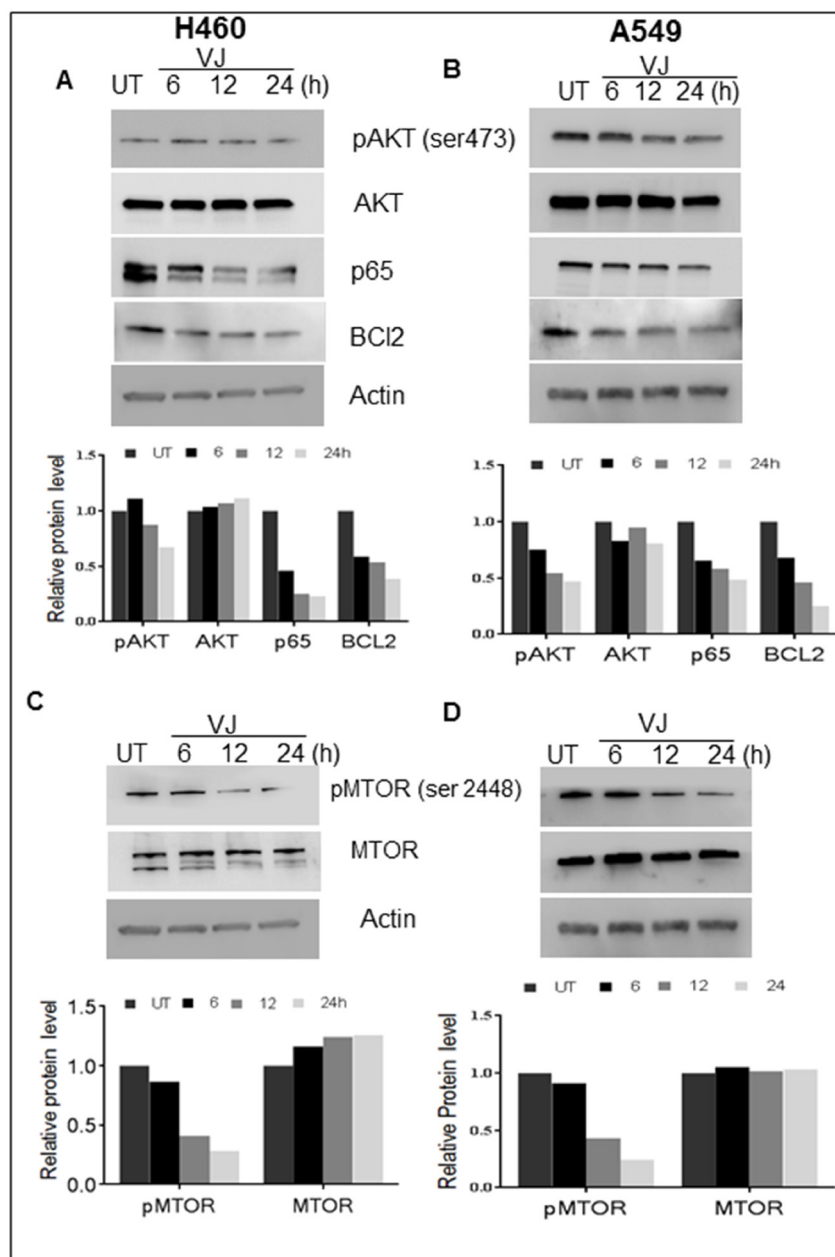 H460
A549
A
VJ
UT 6 12 24 (h)
B
VJ
UT 6 12 24 (h)
pAKT (ser473)
AKT
p65
BCl2
Actin
UT 6 12 24h
1.5
1.0
0.5
0.0
Relative protein level
pAKT AKT p65 BCL2
UT 6 12 24h
1.5
1.0
0.5
0.0
pAKT AKT p65 BCL2
C
VJ
UT 6 12 24 (h)
D
VJ
UT 6 12 24 (h)
pMTOR (ser 2448)
MTOR
Actin
UT 6 12 24h
1.5
1.0
0.5
0.0
Relative protein level
pMTOR MTOR
UT 6 12 24
1.5
1.0
0.5
0.0
Relative Protein level
pMTOR MTOR